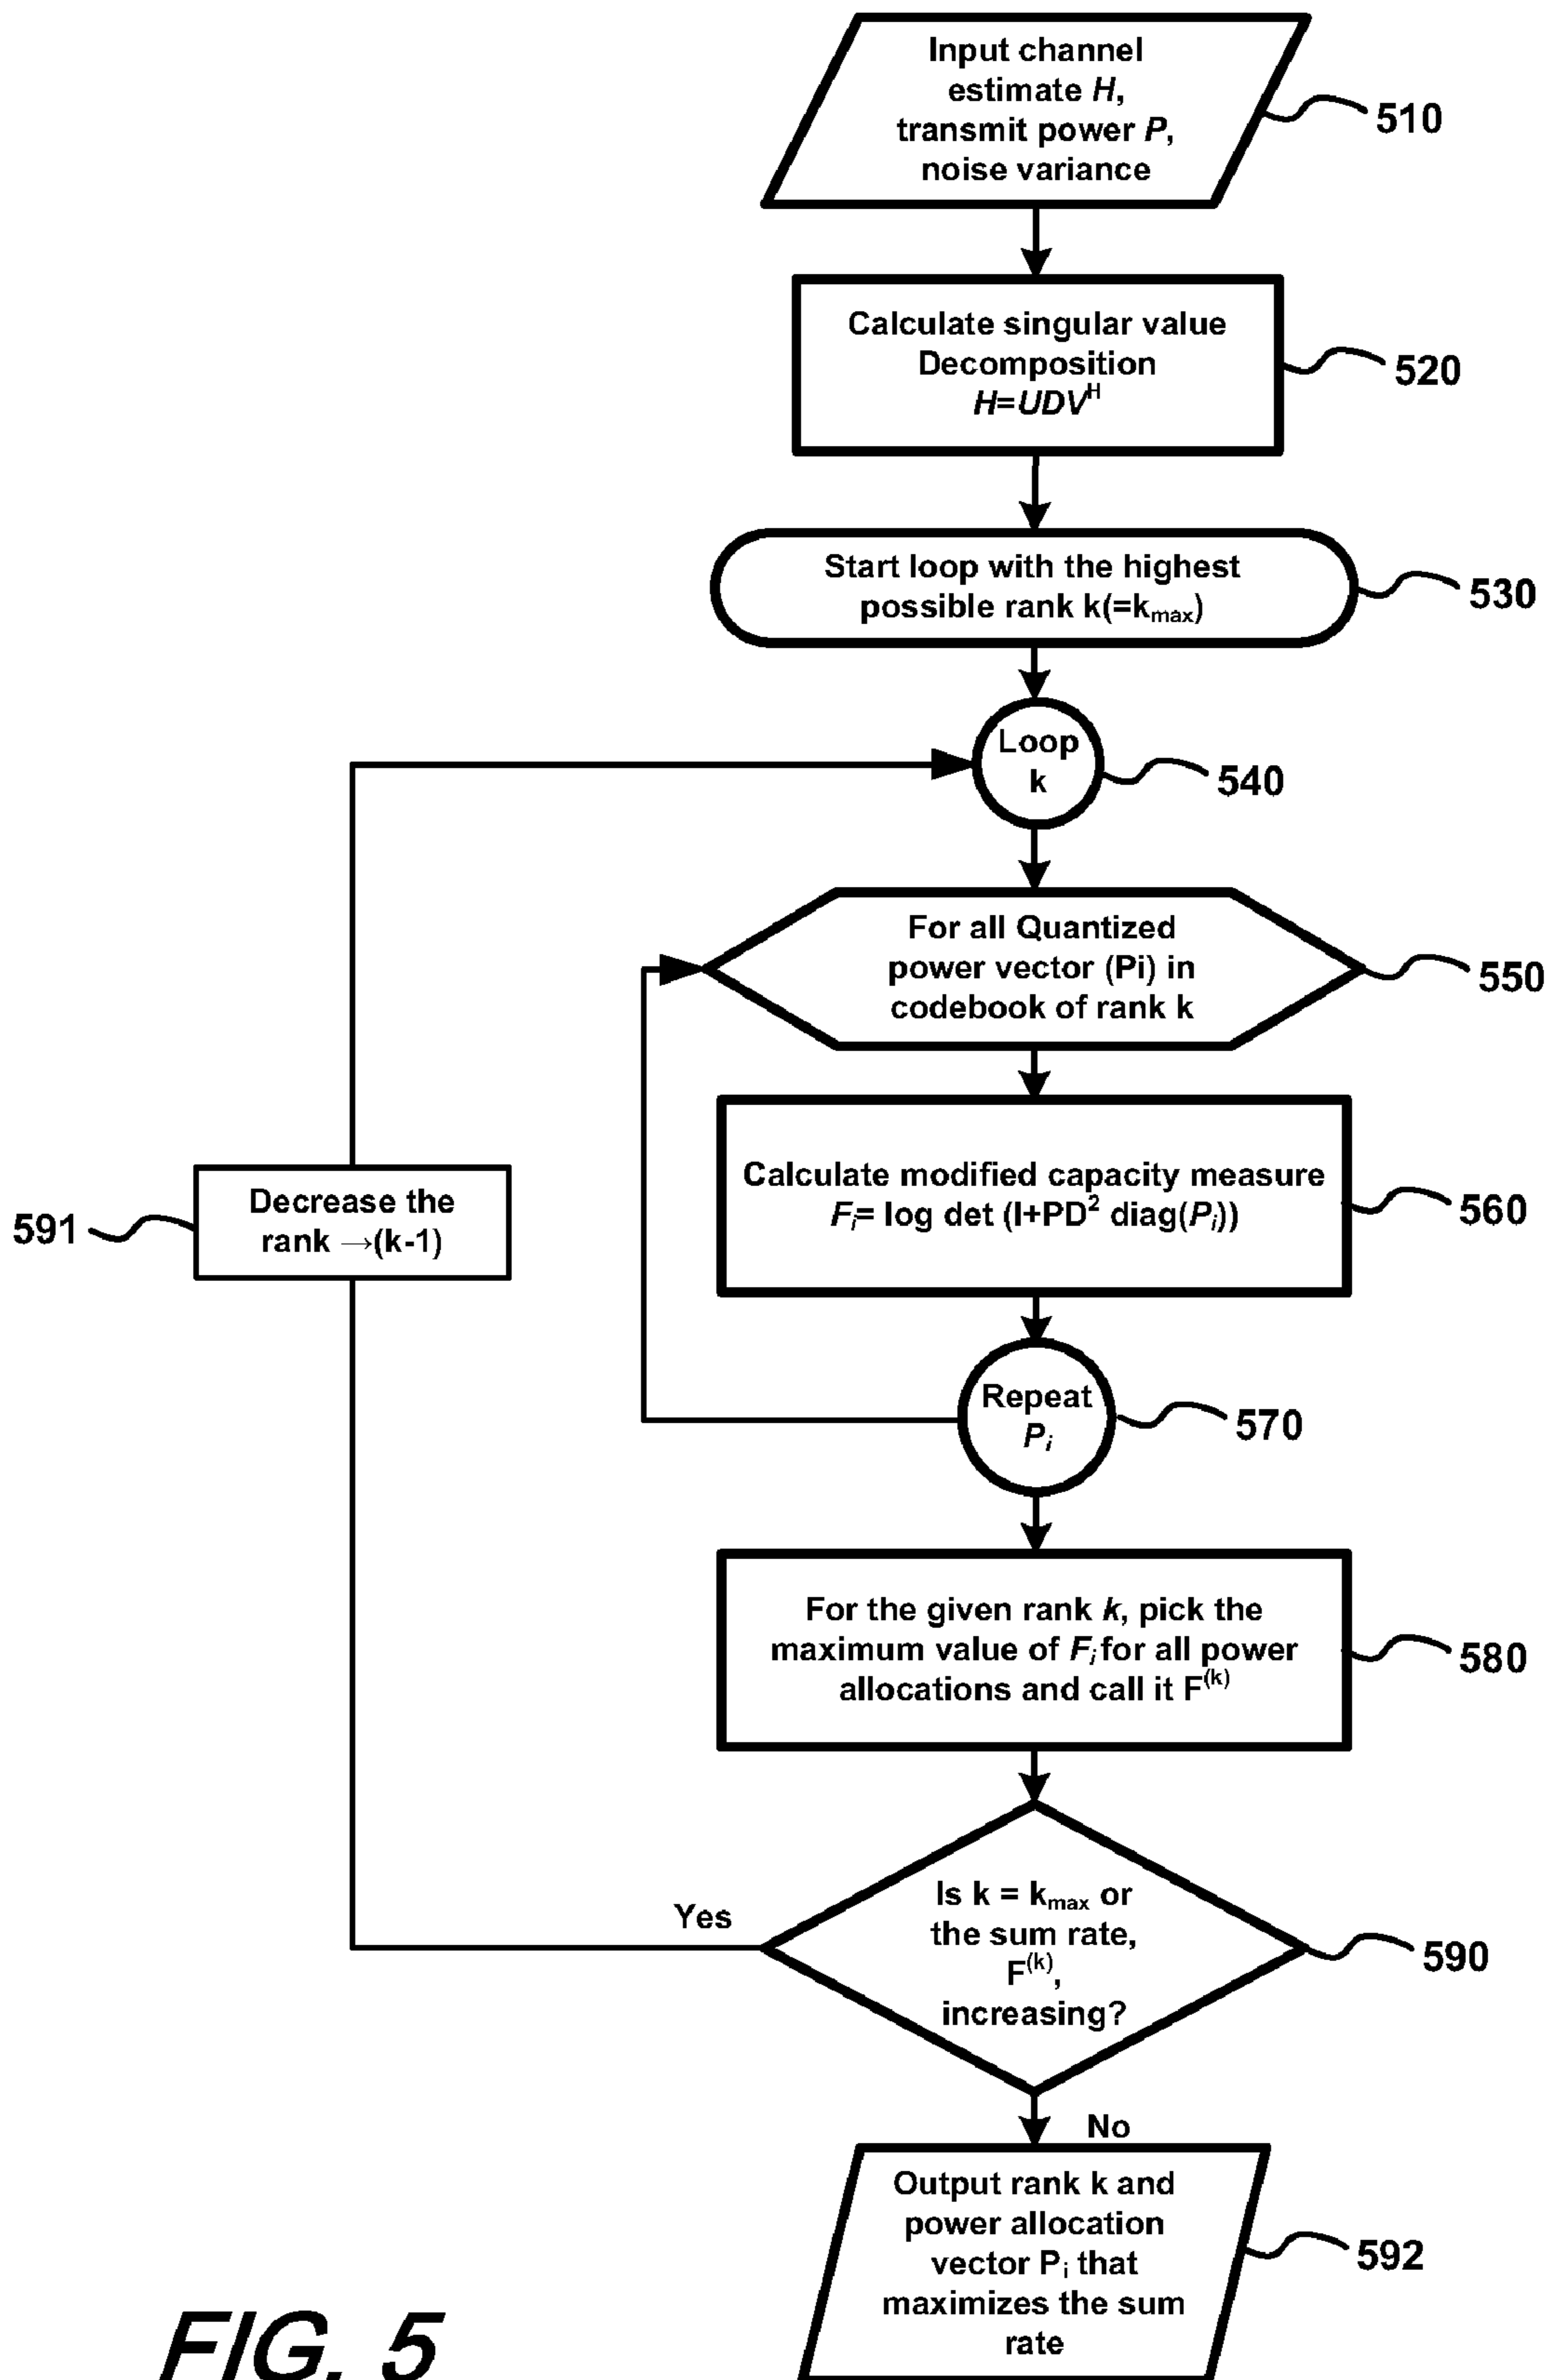 Input channel
estimate H,
transmit power P,
noise variance
510
Calculate singular value
Decomposition
H=UDV^H
520
Start loop with the highest
possible rank k(=k_max)
530
Loop
k
540
For all Quantized
power vector (Pi) in
codebook of rank k
550
Calculate modified capacity measure
F_i= log det (I+PD² diag(P_i))
560
Decrease the
rank →(k-1)
591
Repeat
P_i
570
For the given rank k, pick the
maximum value of F_i for all power
allocations and call it F^(k)
580
Is k = k_max or
the sum rate,
F^(k),
increasing?
590
Yes
No
Output rank k and
power allocation
vector P_i that
maximizes the sum
rate
592
FIG. 5